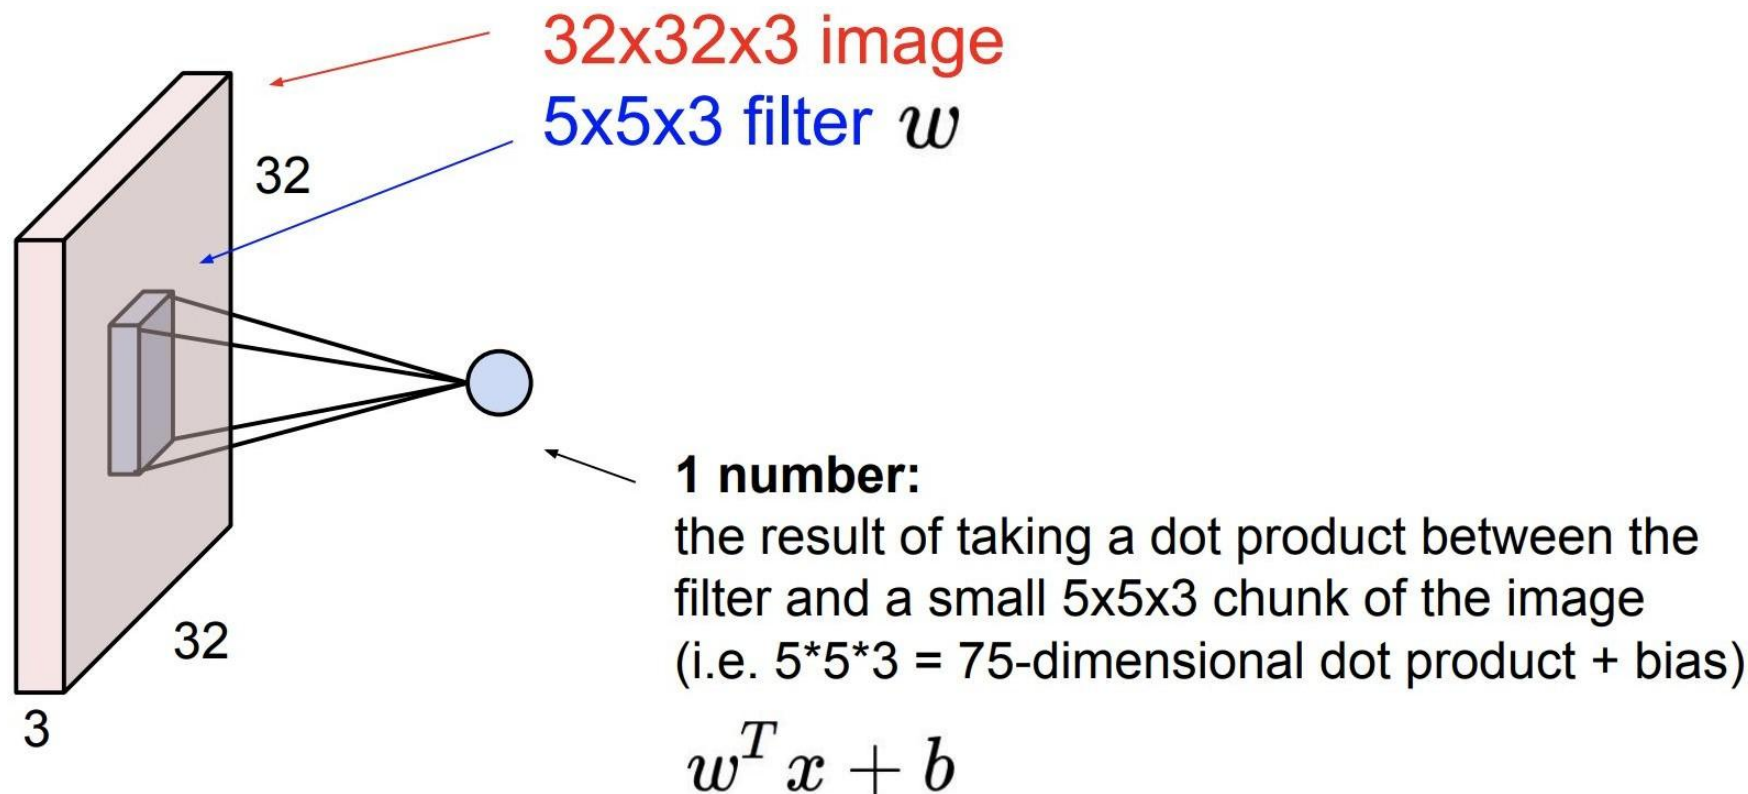 32x32x3 image
5x5x3 filter w
32
32
3
1 number:
the result of taking a dot product between the
filter and a small 5x5x3 chunk of the image
(i.e. 5*5*3 = 75-dimensional dot product + bias)
w^T x + b